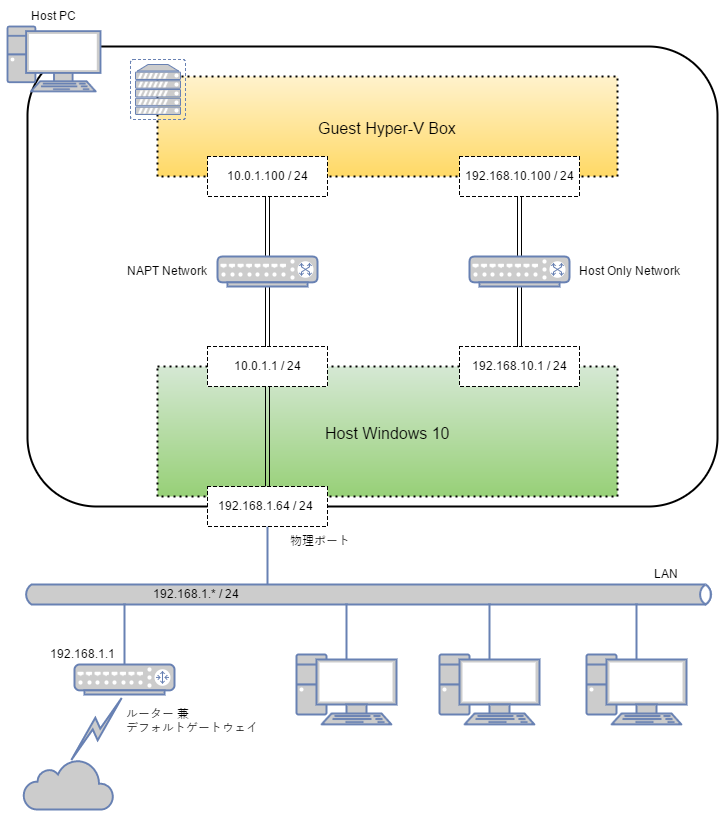 Host PC
Guest Hyper-V Box
10.0.1.100 / 24
192.168.10.100 / 24
NAPT Network
Host Only Network
10.0.1.1 / 24
192.168.10.1 / 24
Host Windows 10
192.168.1.64 / 24
物理ポート
LAN
192.168.1.* / 24
192.168.1.1
ルーター 兼
デフォルトゲートウェイ